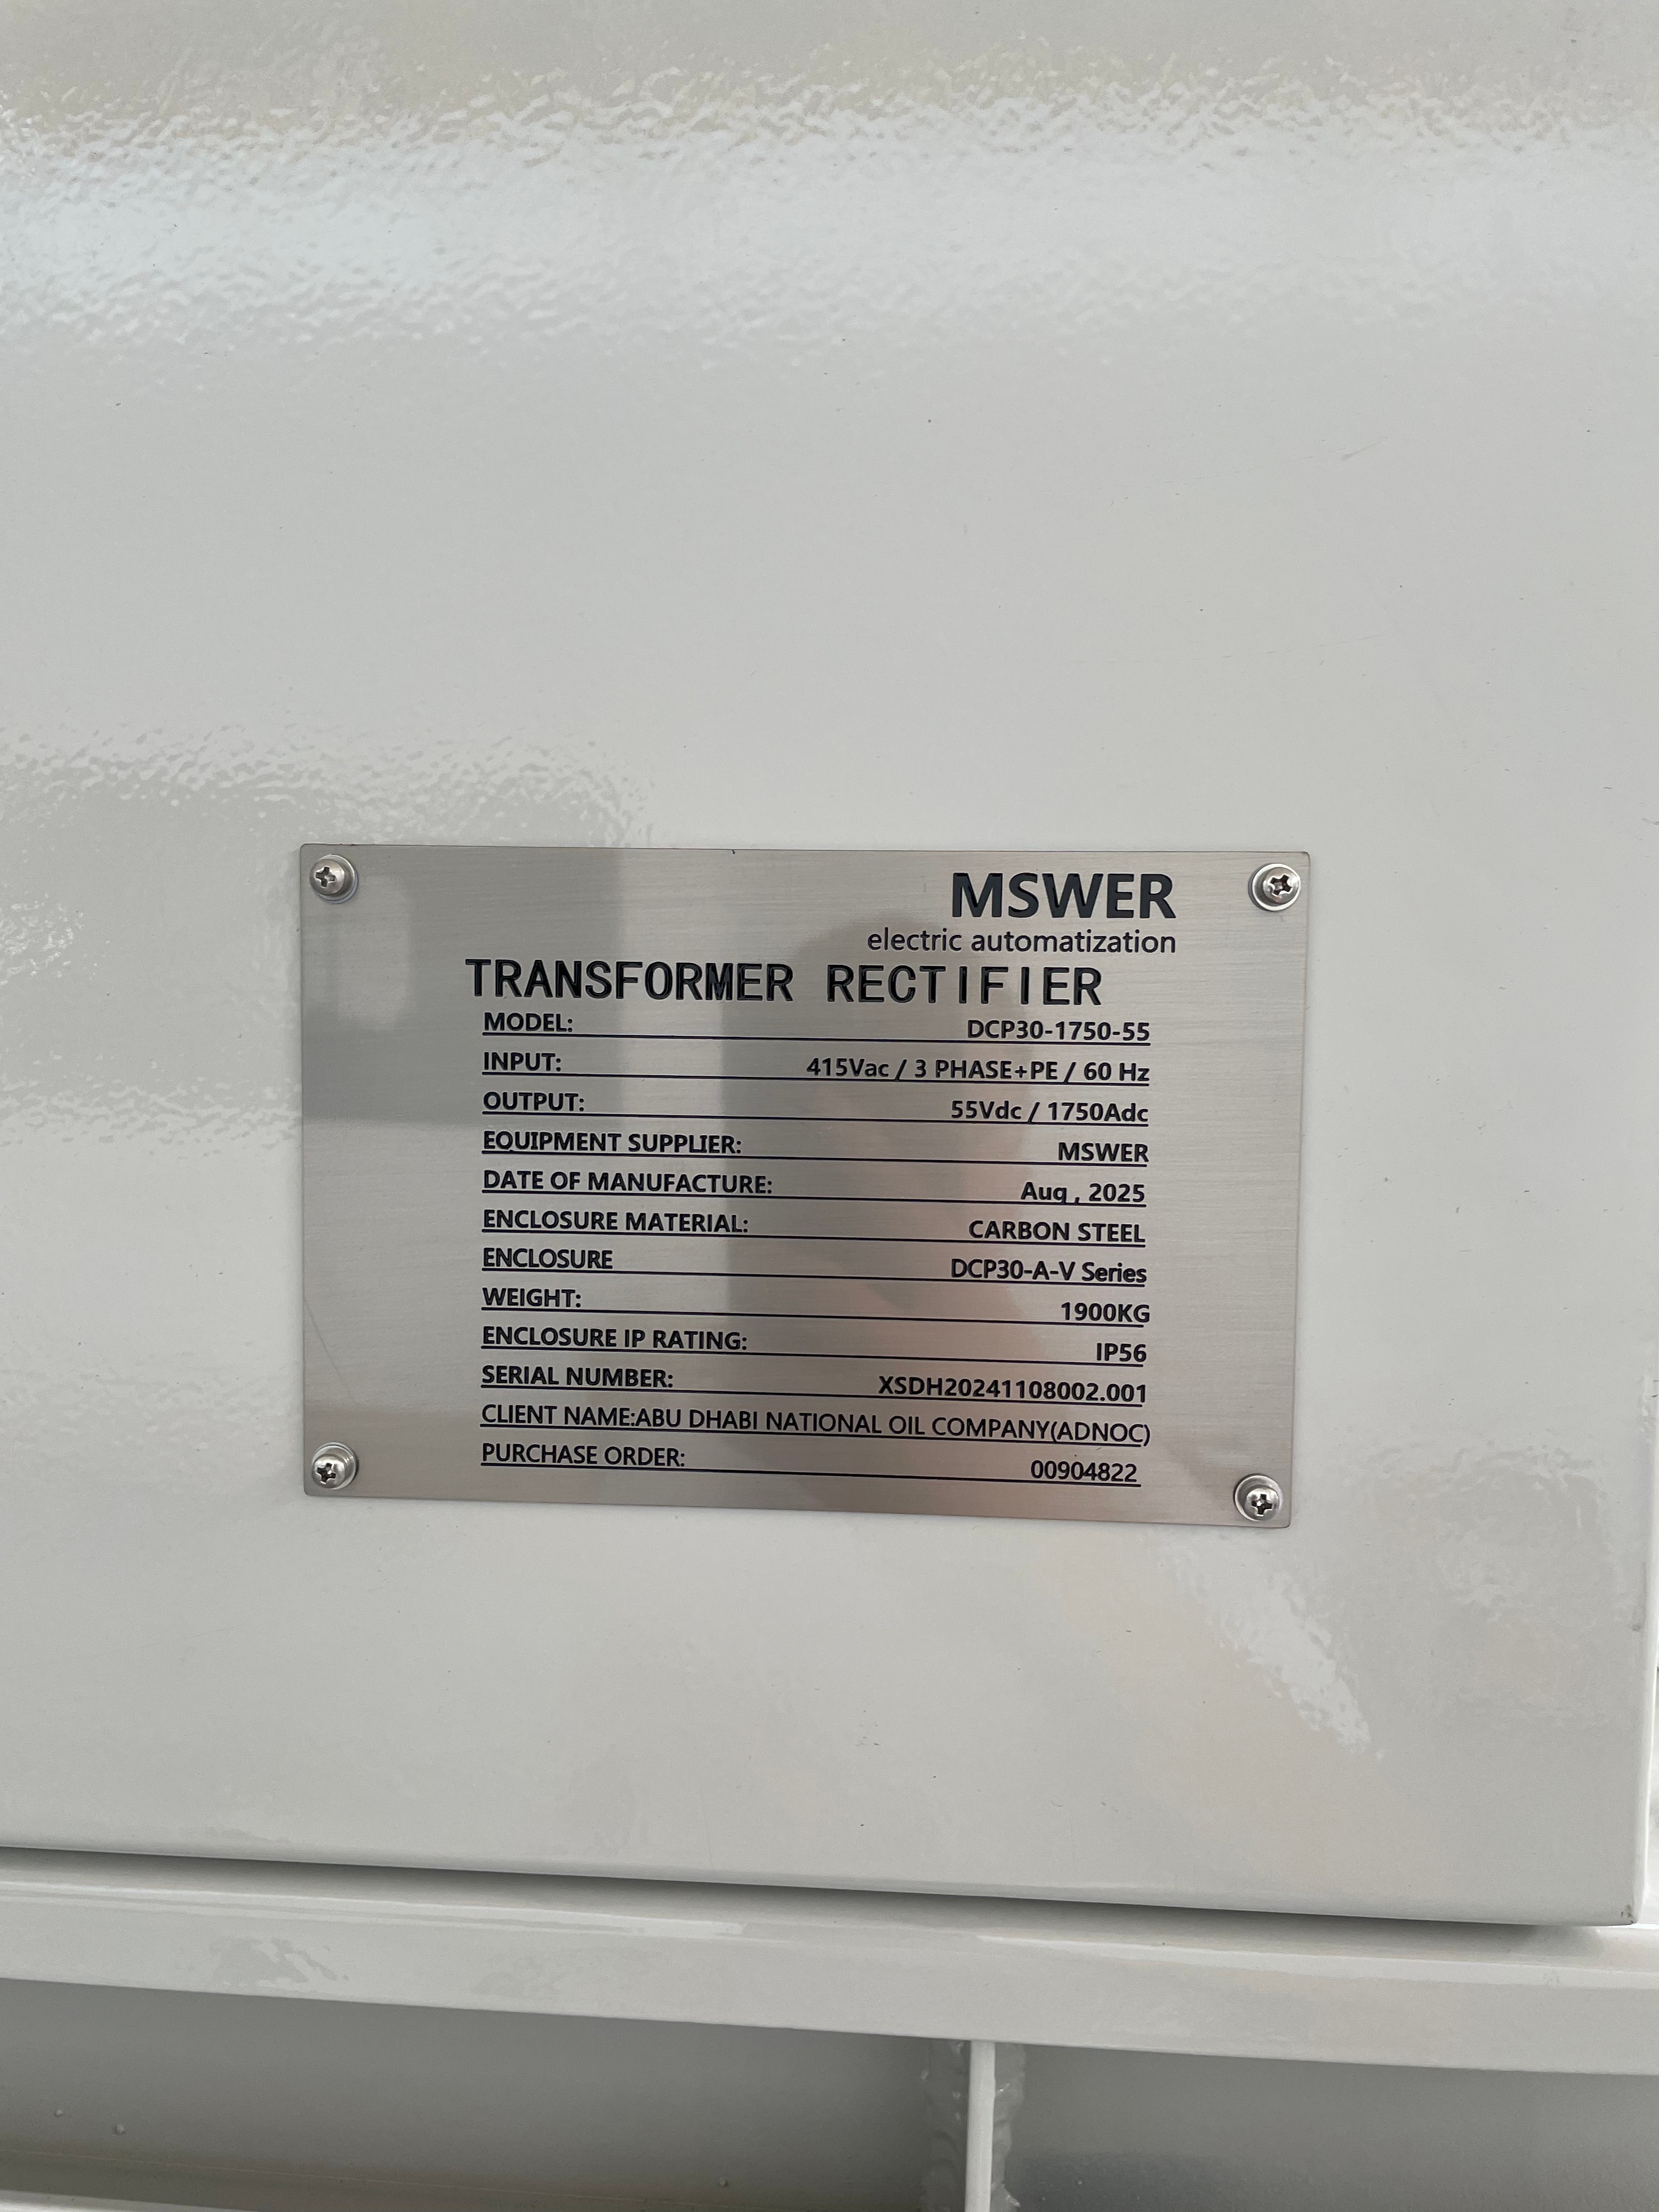 MSWER
electric automatization
TRANSFORMER RECTIFIER
MODEL: DCP30-1750-55
INPUT: 415Vac / 3 PHASE+PE / 60 Hz
OUTPUT: 55Vdc / 1750Adc
EQUIPMENT SUPPLIER: MSWER
DATE OF MANUFACTURE: Aug , 2025
ENCLOSURE MATERIAL: CARBON STEEL
ENCLOSURE DCP30-A-V Series
WEIGHT: 1900KG
ENCLOSURE IP RATING: IP56
SERIAL NUMBER: XSDH20241108002.001
CLIENT NAME:ABU DHABI NATIONAL OIL COMPANY(ADNOC)
PURCHASE ORDER: 00904822